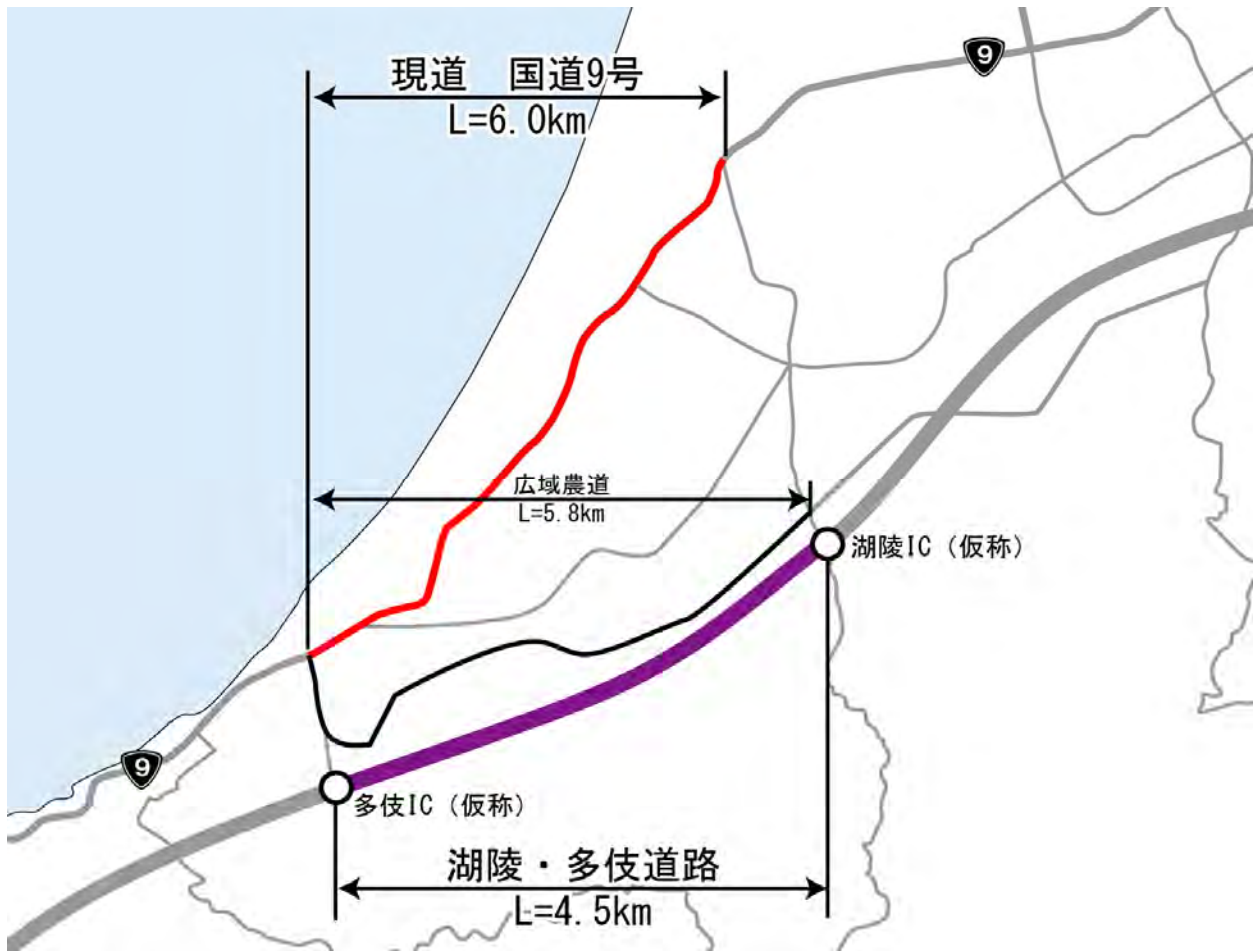 現道　国道9号
L=6.0km
9
広域農道
L=5.8km
湖陵IC（仮称）
9
多伎IC（仮称）
湖陵・多伎道路
L=4.5km